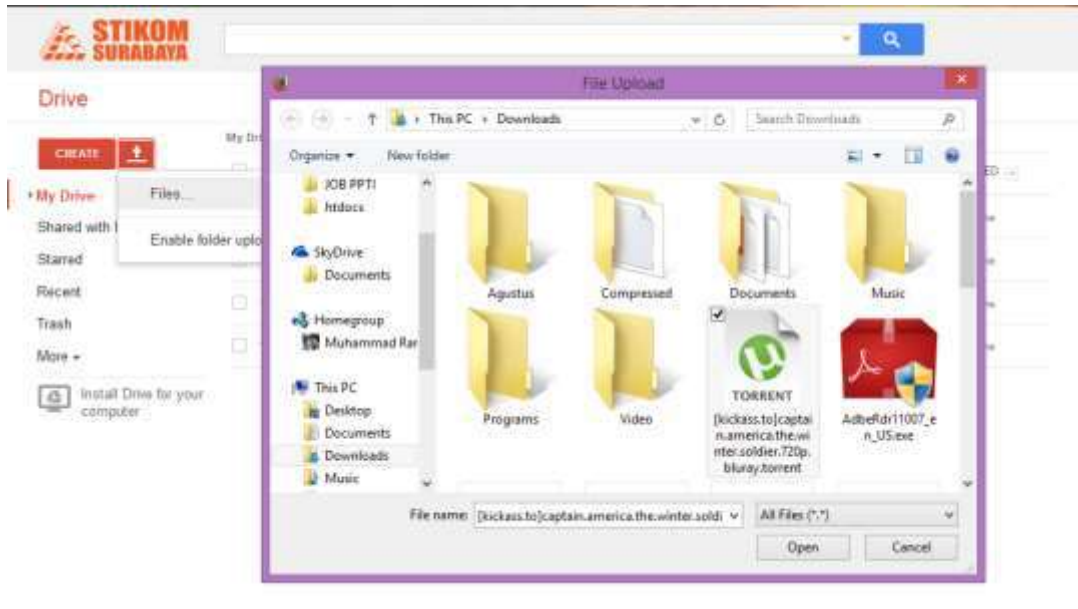 STIKOM
SURABAYA
Drive
CREATE
My Drive
Shared with
Starred
Recent
Trash
More
Install Drive for your
computer
Files...
Enable folder uplo
File Upload
This PC
Downloads
Search Downloads
Organize
New folder
JOB PPTI
htdocs
SkyDrive
Documents
Homegroup
Muhammad Rar
This PC
Desktop
Documents
Downloads
Music
Agustus
Compressed
Documents
Music
Programs
Video
TORRENT
[kickass.to]captai
n.america.the.wi
nter.soldier.720p.
bluray.torrent
AdbeRdr11007_e
n_US.exe
File name:
[kickass.to]captain.america.the.winter.soldi
All Files (*.*)
Open
Cancel